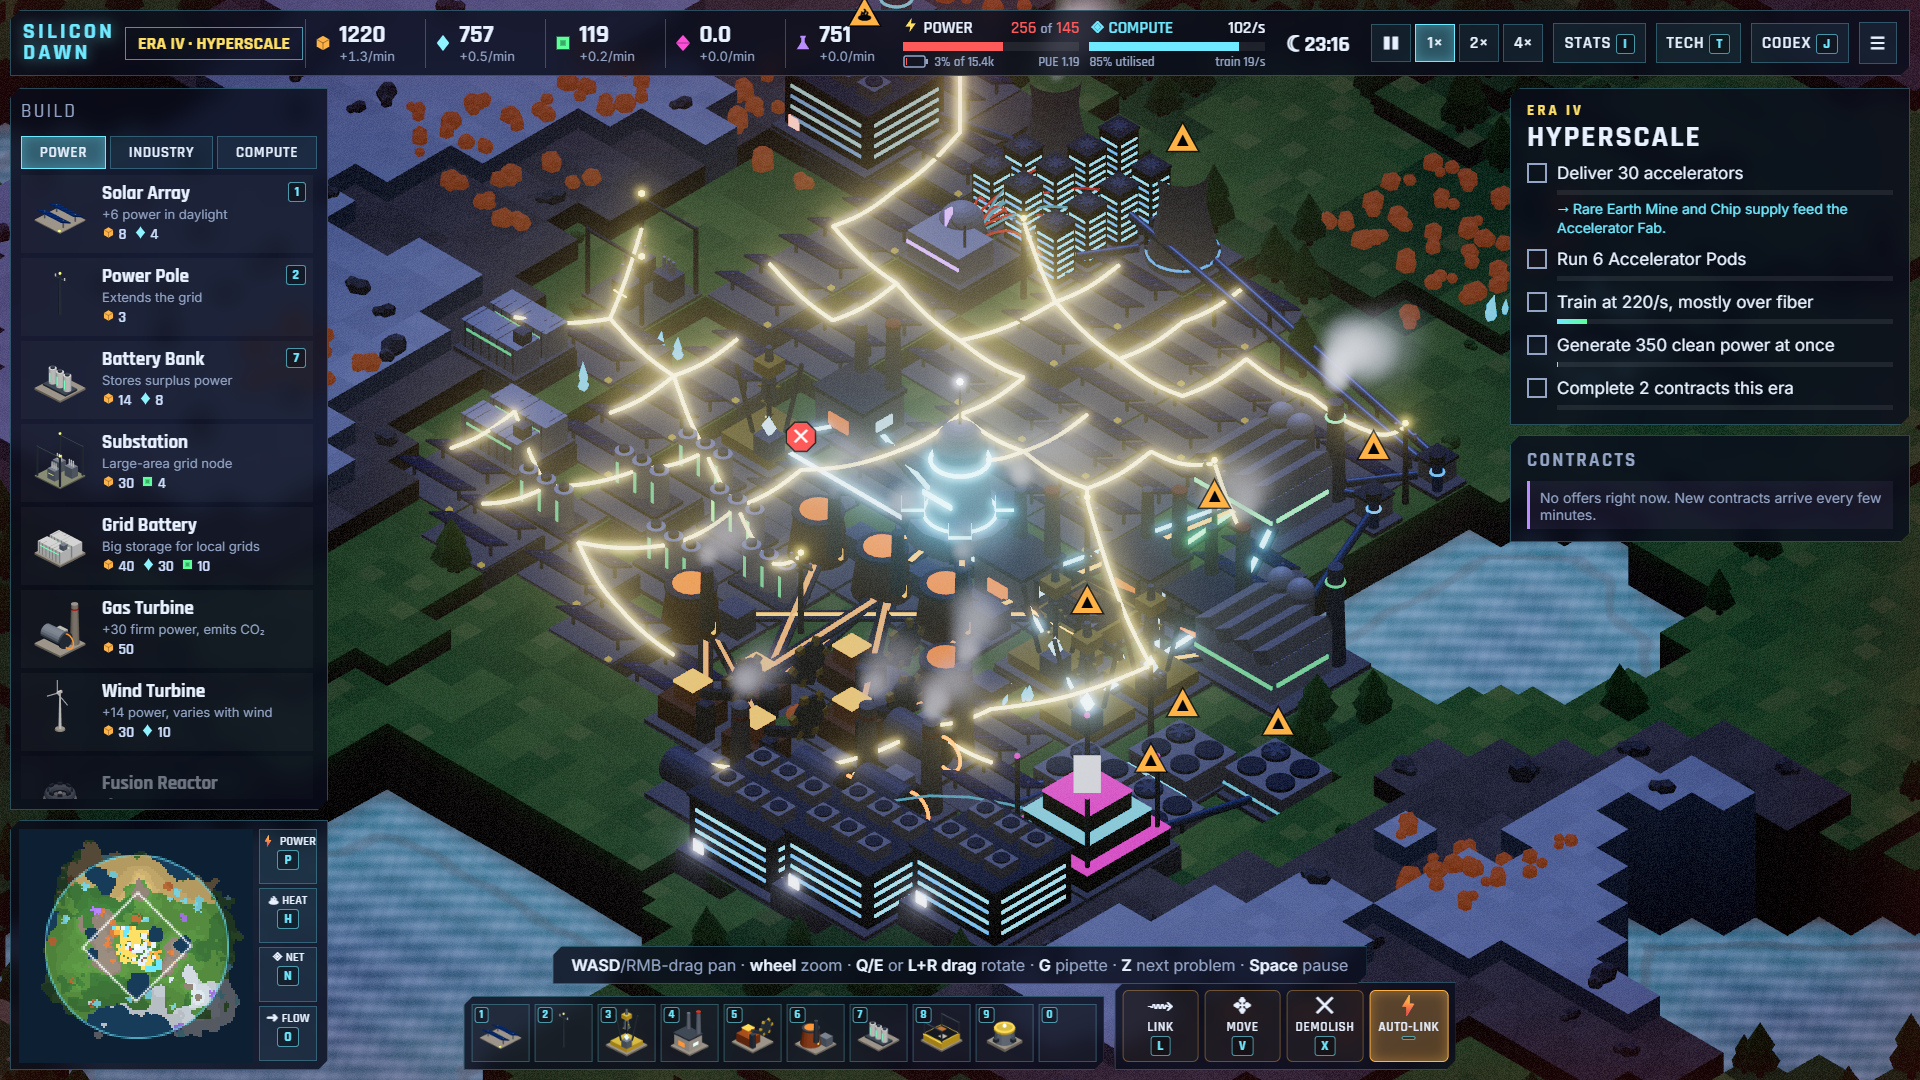 SILICON DAWN
ERA IV · HYPERSCALE
1220
+1.3/min
757
+0.5/min
119
+0.2/min
0.0
+0.0/min
751
+0.0/min
POWER 256 of 145
3% of 15.4k PUE 1.19
COMPUTE 102/s
85% utilised train 19/s
23:16
1×
2×
4×
STATS I
TECH T
CODEX J
BUILD
POWER
INDUSTRY
COMPUTE
Solar Array 1
+6 power in daylight
8 4
Power Pole 2
Extends the grid
3
Battery Bank 7
Stores surplus power
14 8
Substation
Large-area grid node
30 4
Grid Battery
Big storage for local grids
40 30 10
Gas Turbine
+30 firm power, emits CO₂
50
Wind Turbine
+14 power, varies with wind
30 10
Fusion Reactor
POWER
P
HEAT
H
NET
N
FLOW
O
ERA IV
HYPERSCALE
Deliver 30 accelerators
→ Rare Earth Mine and Chip supply feed the
Accelerator Fab.
Run 6 Accelerator Pods
Train at 220/s, mostly over fiber
Generate 350 clean power at once
Complete 2 contracts this era
CONTRACTS
No offers right now. New contracts arrive every few
minutes.
WASD/RMB-drag pan · wheel zoom · Q/E or L+R drag rotate · G pipette · Z next problem · Space pause
1
2
3
4
5
6
7
8
9
0
LINK
L
MOVE
V
DEMOLISH
X
AUTO-LINK